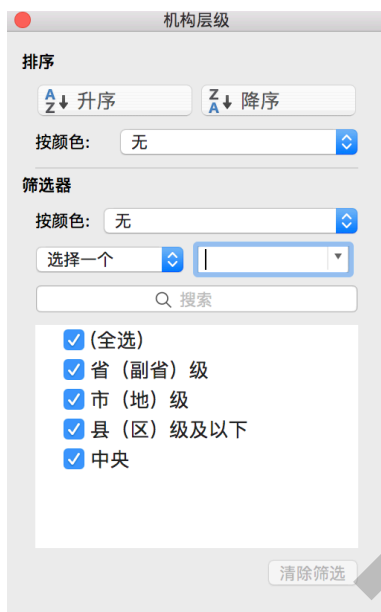 机构层级
排序
AZ↓ 升序 ZA↓ 降序
按颜色: 无
筛选器
按颜色: 无
选择一个
搜索
(全选)
省（副省）级
市（地）级
县（区）级及以下
中央
清除筛选